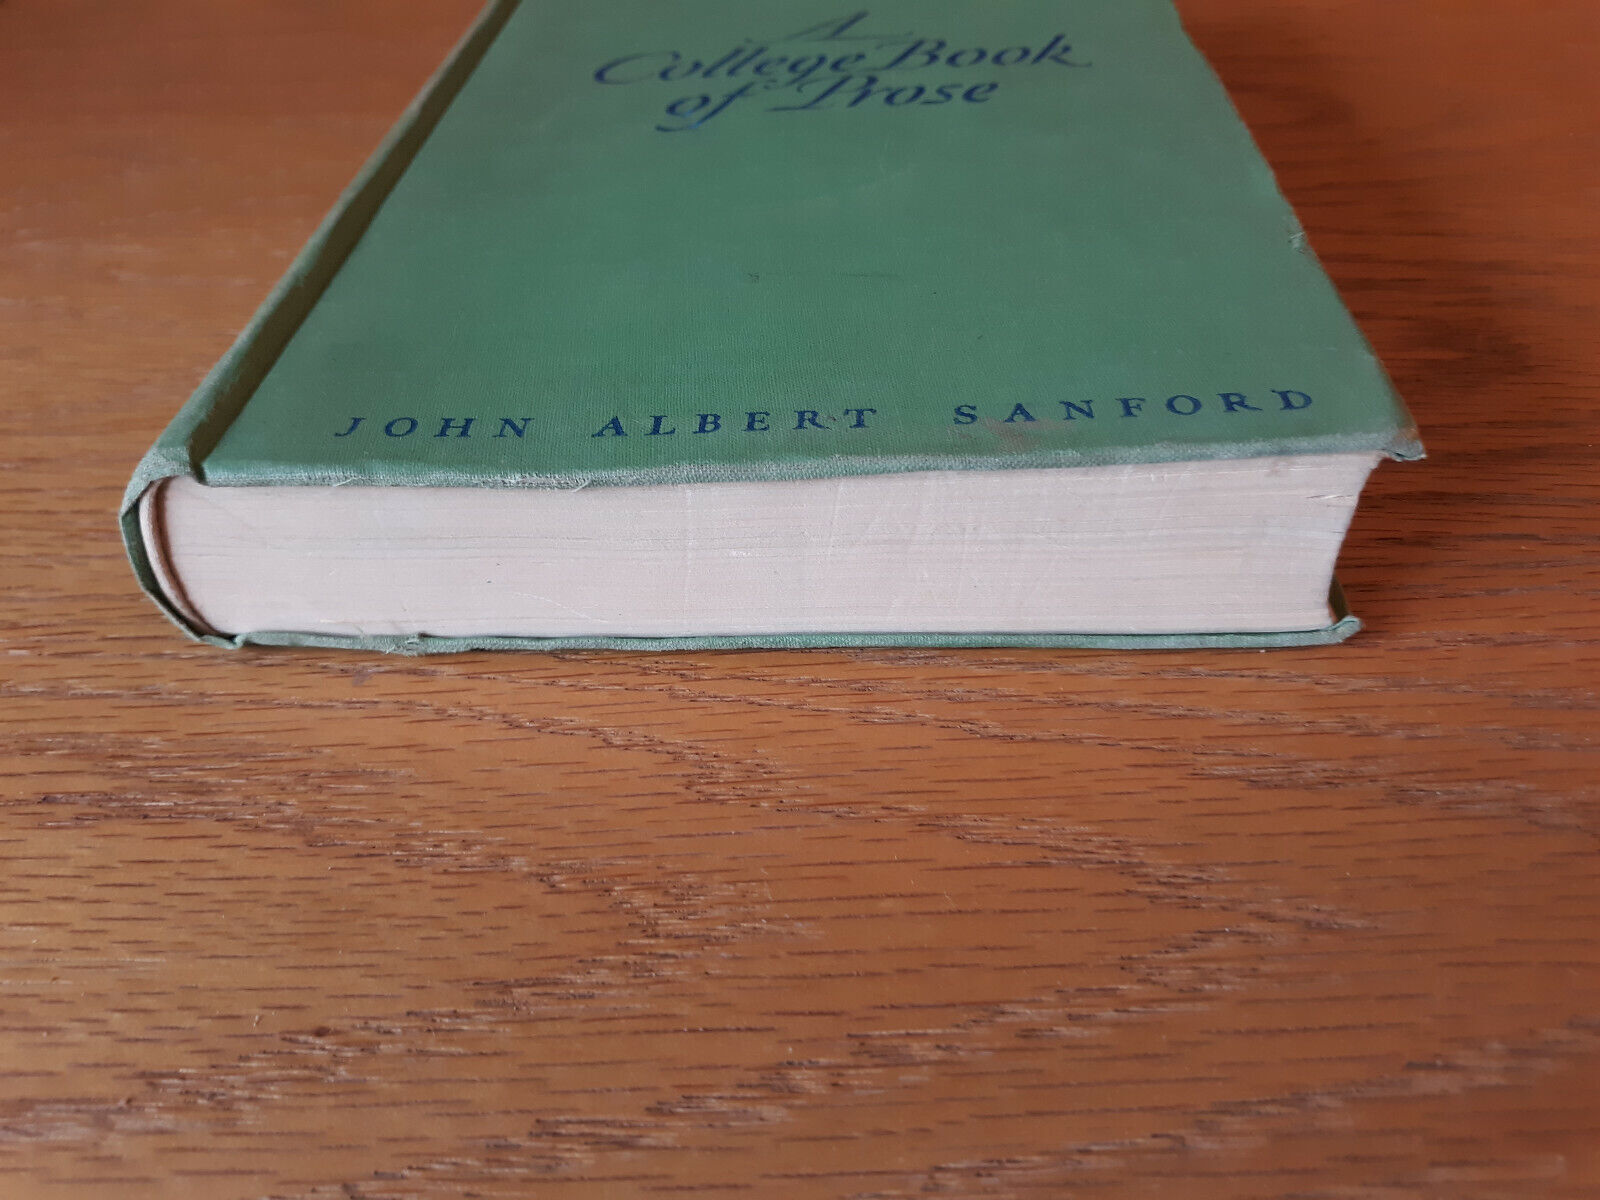 A
College Book
of Prose
JOHN ALBERT SANFORD